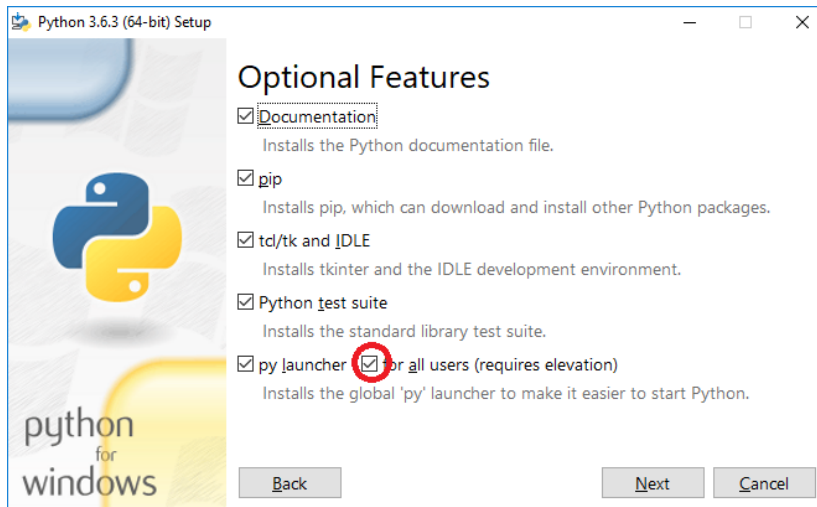 Python 3.6.3 (64-bit) Setup
Optional Features
Documentation
Installs the Python documentation file.
pip
Installs pip, which can download and install other Python packages.
tcl/tk and IDLE
Installs tkinter and the IDLE development environment.
Python test suite
Installs the standard library test suite.
py launcher for all users (requires elevation)
Installs the global 'py' launcher to make it easier to start Python.
python
for
windows
Back Next Cancel